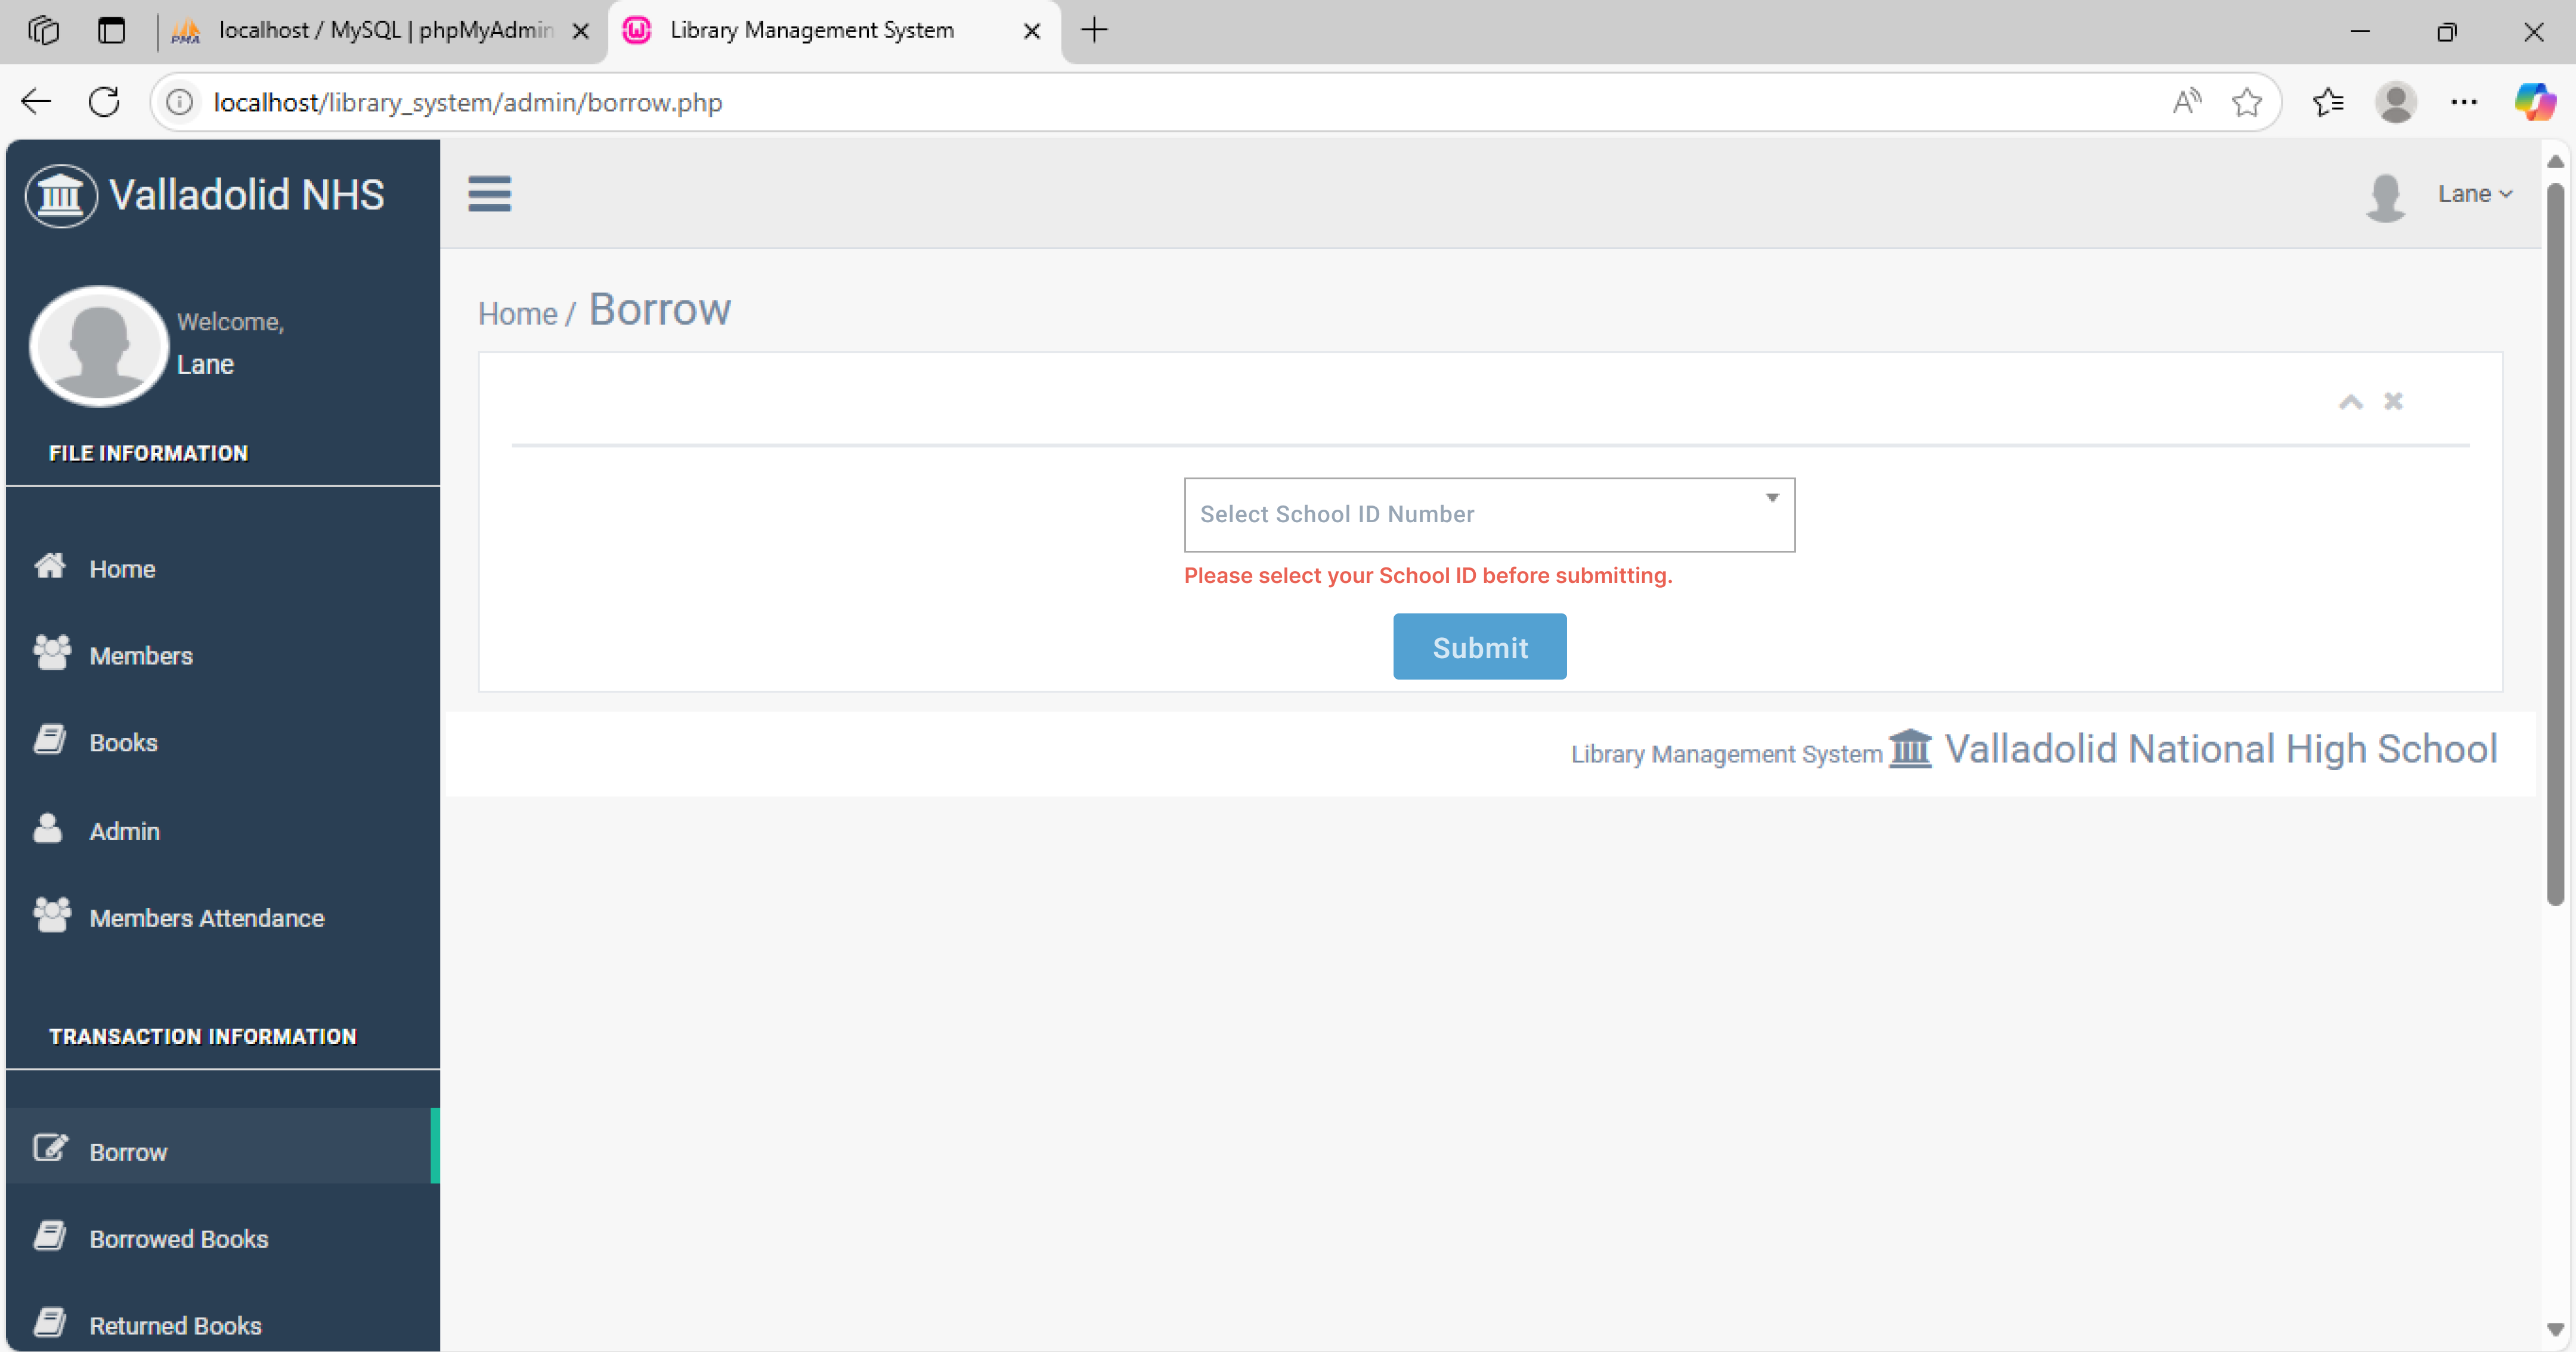 localhost / MySQL | phpMyAdmin
Library Management System
localhost/library_system/admin/borrow.php
Valladolid NHS
Lane
Welcome,
Lane
FILE INFORMATION
Home
Members
Books
Admin
Members Attendance
TRANSACTION INFORMATION
Borrow
Borrowed Books
Returned Books
Home / Borrow
Select School ID Number
Please select your School ID before submitting.
Submit
Library Management System Valladolid National High School